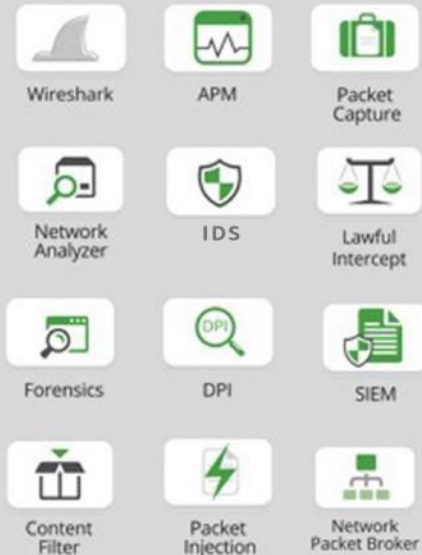 Wireshark
APM
Packet
Capture
Network
Analyzer
IDS
Lawful
Intercept
Forensics
DPI
DPI
SIEM
Content
Filter
Packet
Injection
Network
Packet Broker